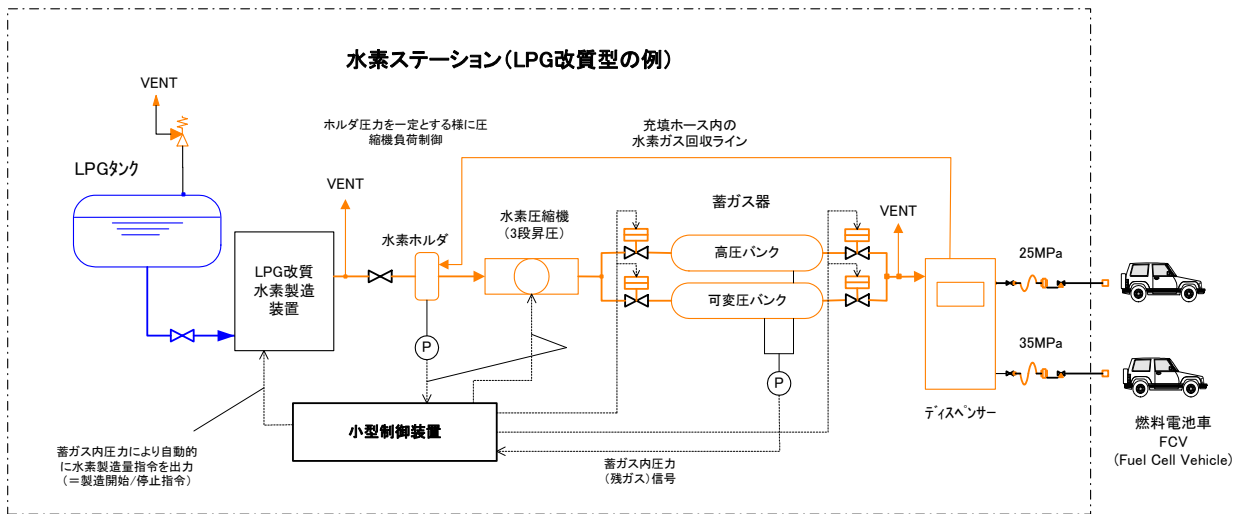 水素ステーション(LPG改質型の例)
VENT
ホルダ圧力を一定とする様に圧
縮機負荷制御
充填ホース内の
水素ガス回収ライン
LPGタンク
VENT
水素ホルダ
水素圧縮機
(3段昇圧)
蓄ガス器
VENT
高圧バンク
可変圧バンク
LPG改質
水素製造
装置
25MPa
35MPa
P
P
ディスペンサー
小型制御装置
燃料電池車
FCV
(Fuel Cell Vehicle)
蓄ガス内圧力により自動的
に水素製造量指令を出力
(=製造開始/停止指令)
蓄ガス内圧力
(残ガス)信号